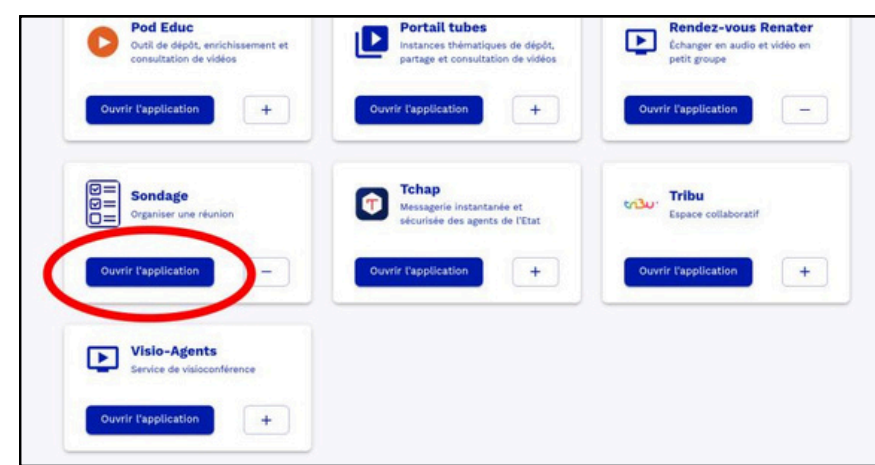 Pod Educ
Outil de dépôt, enrichissement et
consultation de vidéos
Ouvrir l'application
+
Portail tubes
Instances thématiques de dépôt,
partage et consultation de vidéos
Ouvrir l'application
+
Rendez-vous Renater
Échanger en audio et vidéo en
petit groupe
Ouvrir l'application
−
Sondage
Organiser une réunion
Ouvrir l'application
−
Tchap
Messagerie instantanée et
sécurisée des agents de l'Etat
Ouvrir l'application
+
tribu
Tribu
Espace collaboratif
Ouvrir l'application
+
Visio-Agents
Service de visioconférence
Ouvrir l'application
+